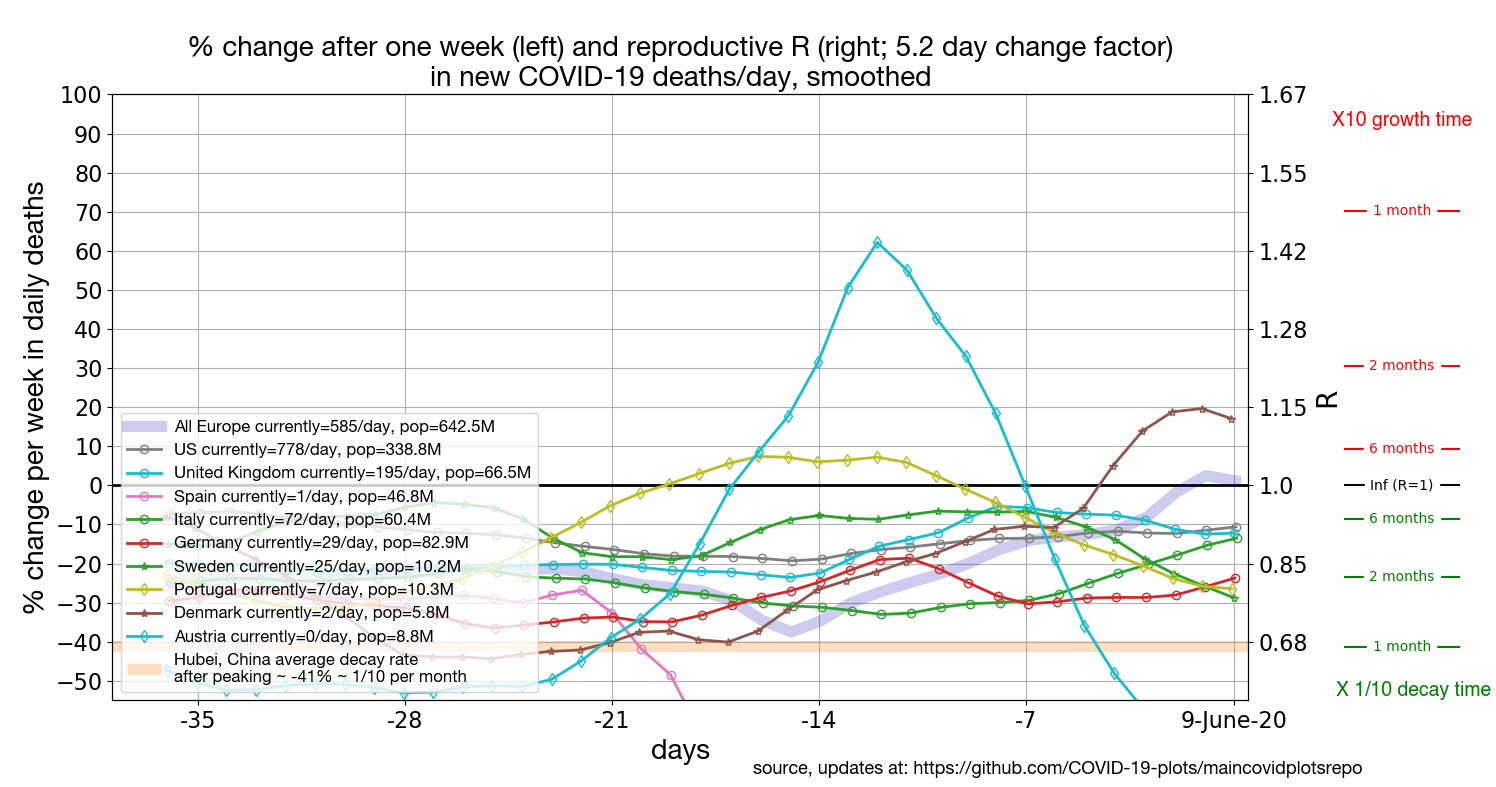 % change after one week (left) and reproductive R (right; 5.2 day change factor)
in new COVID-19 deaths/day, smoothed
% change per week in daily deaths
100
90
80
70
60
50
40
30
20
10
0
−10
−20
−30
−40
−50
All Europe currently=585/day, pop=642.5M
US currently=778/day, pop=338.8M
United Kingdom currently=195/day, pop=66.5M
Spain currently=1/day, pop=46.8M
Italy currently=72/day, pop=60.4M
Germany currently=29/day, pop=82.9M
Sweden currently=25/day, pop=10.2M
Portugal currently=7/day, pop=10.3M
Denmark currently=2/day, pop=5.8M
Austria currently=0/day, pop=8.8M
Hubei, China average decay rate
after peaking ~ -41% ~ 1/10 per month
-35
-28
-21
-14
-7
9-June-20
days
1.67
1.55
1.42
1.28
1.15
1.0
0.85
0.68
R
X10 growth time
1 month
2 months
6 months
Inf (R=1)
6 months
2 months
1 month
X 1/10 decay time
source, updates at: https://github.com/COVID-19-plots/maincovidplotsrepo